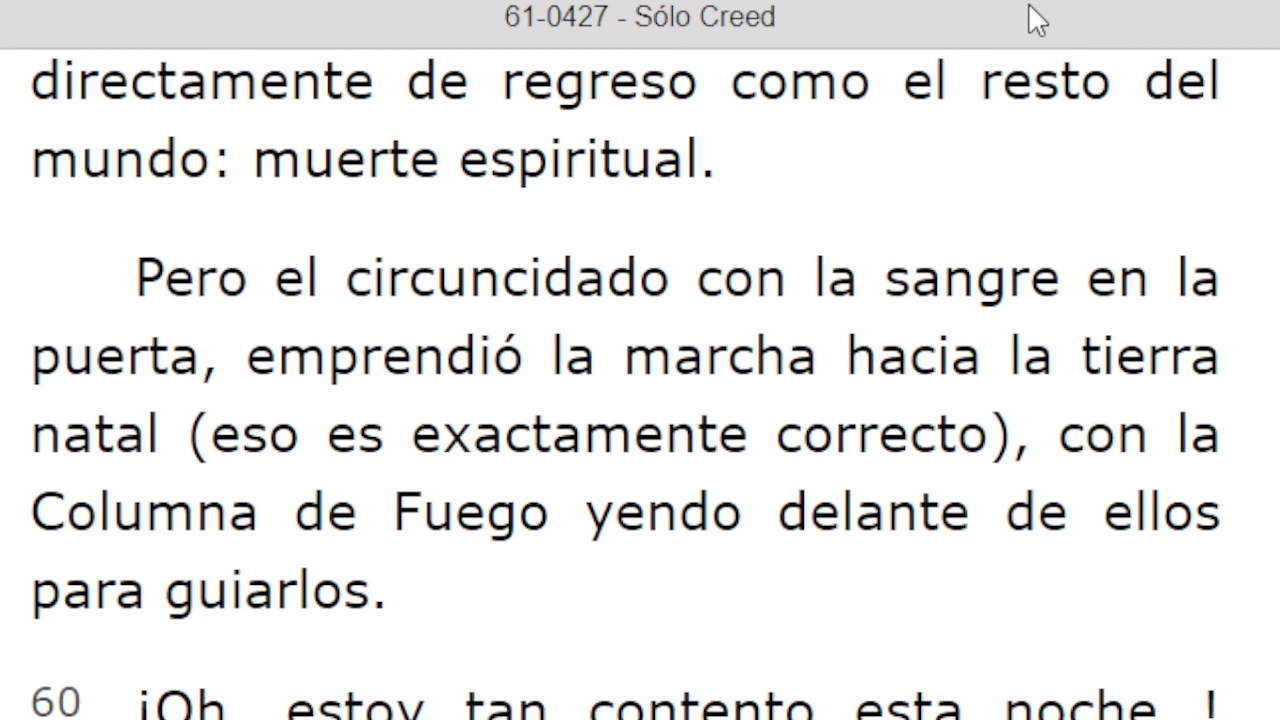 61-0427 - Sólo Creed
directamente de regreso como el resto del
mundo: muerte espiritual.
Pero el circuncidado con la sangre en la
puerta, emprendió la marcha hacia la tierra
natal (eso es exactamente correcto), con la
Columna de Fuego yendo delante de ellos
para guiarlos.
60 ¡Oh, estoy tan contento esta noche !